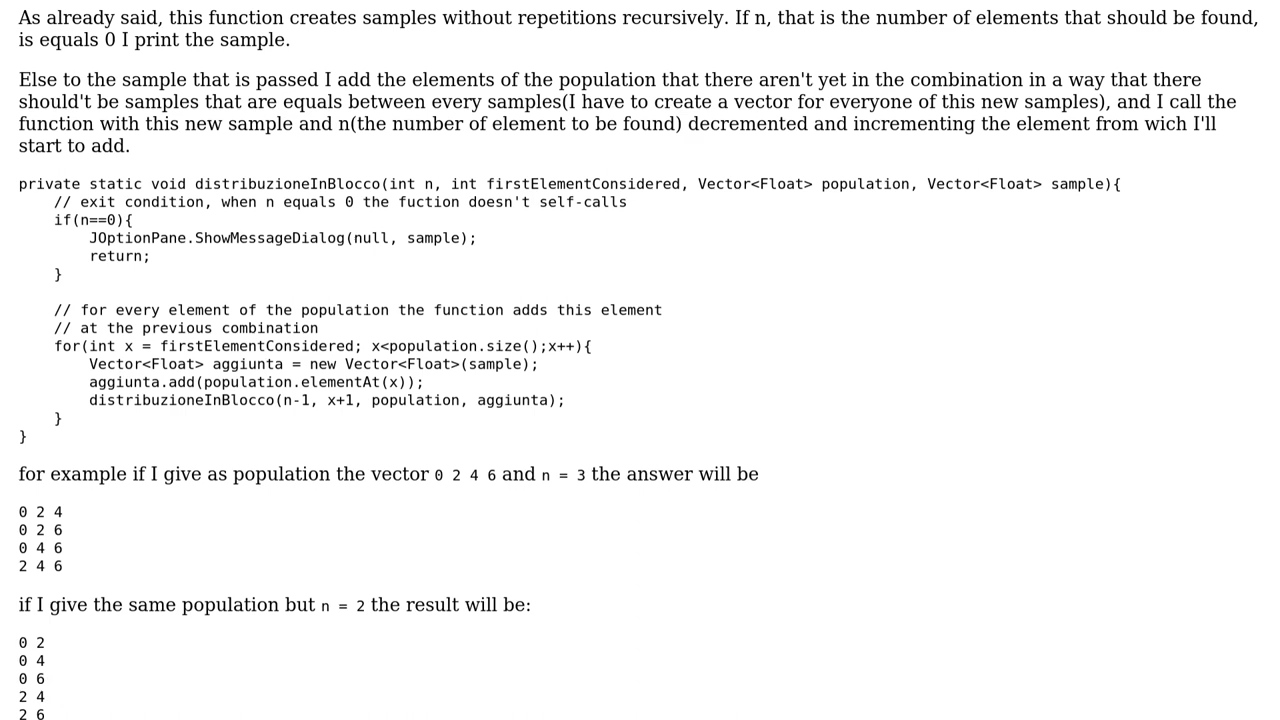 As already said, this function creates samples without repetitions recursively. If n, that is the number of elements that should be found,
is equals 0 I print the sample.
Else to the sample that is passed I add the elements of the population that there aren't yet in the combination in a way that there
should't be samples that are equals between every samples(I have to create a vector for everyone of this new samples), and I call the
function with this new sample and n(the number of element to be found) decremented and incrementing the element from wich I'll
start to add.
private static void distribuzioneInBlocco(int n, int firstElementConsidered, Vector<Float> population, Vector<Float> sample){
    // exit condition, when n equals 0 the fuction doesn't self-calls
    if(n==0){
        JOptionPane.ShowMessageDialog(null, sample);
        return;
    }
    // for every element of the population the function adds this element
    // at the previous combination
    for(int x = firstElementConsidered; x<population.size();x++){
        Vector<Float> aggiunta = new Vector<Float>(sample);
        aggiunta.add(population.elementAt(x));
        distribuzioneInBlocco(n-1, x+1, population, aggiunta);
    }
}
for example if I give as population the vector 0 2 4 6 and n = 3 the answer will be
0 2 4
0 2 6
0 4 6
2 4 6
if I give the same population but n = 2 the result will be:
0 2
0 4
0 6
2 4
2 6